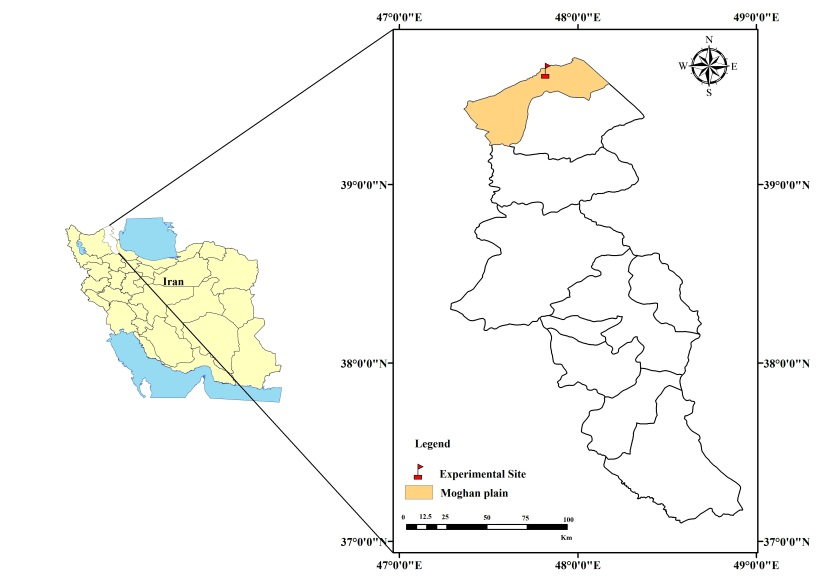 47°0'0"E 48°0'0"E 49°0'0"E
N
W E
S
39°0'0"N 39°0'0"N
Iran
38°0'0"N 38°0'0"N
Legend
Experimental Site
Moghan plain
0 12.5 25 50 75 100
Km
37°0'0"N 37°0'0"N
47°0'0"E 48°0'0"E 49°0'0"E